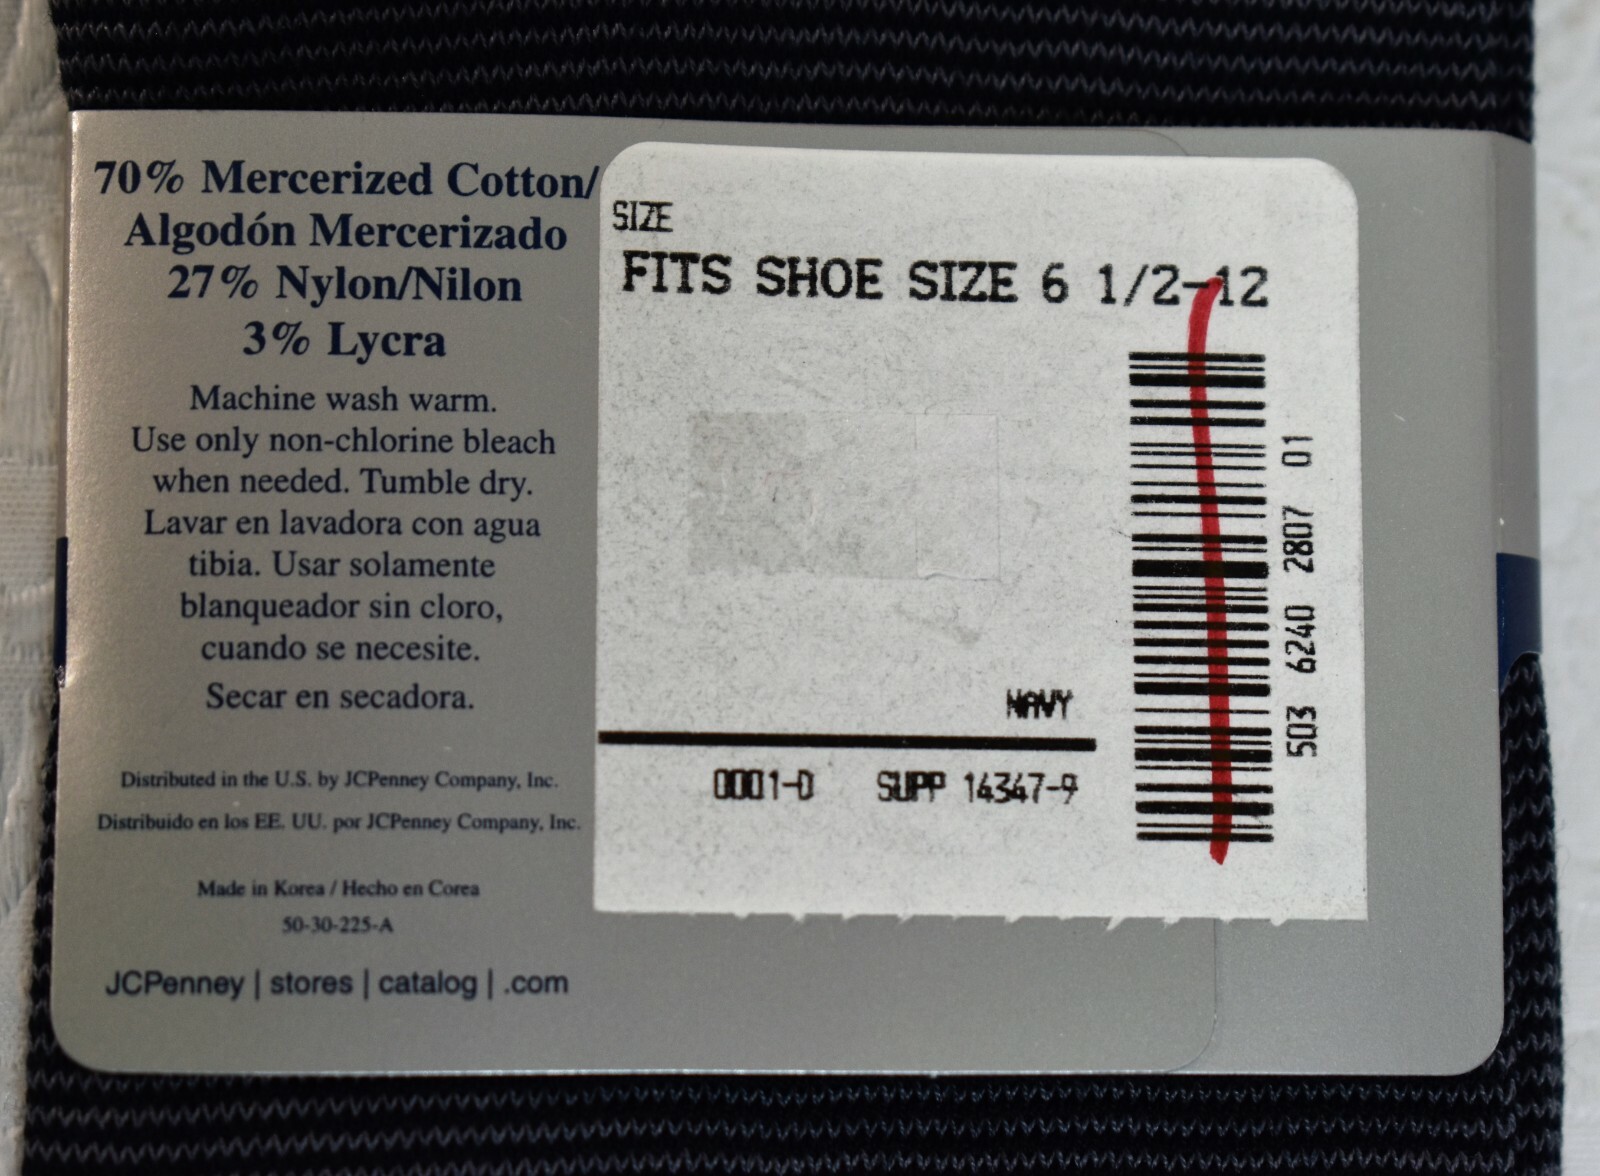 70% Mercerized Cotton/
Algodón Mercerizado
27% Nylon/Nilon
3% Lycra
Machine wash warm.
Use only non-chlorine bleach
when needed. Tumble dry.
Lavar en lavadora con agua
tibia. Usar solamente
blanqueador sin cloro,
cuando se necesite.
Secar en secadora.
Distributed in the U.S. by JCPenney Company, Inc.
Distribuido en los EE. UU. por JCPenney Company, Inc.
Made in Korea / Hecho en Corea
50-30-225-A
JCPenney | stores | catalog | .com
SIZE
FITS SHOE SIZE 6 1/2-12
NAVY
0001-D SUPP 14347-9
503 6240 2807 01